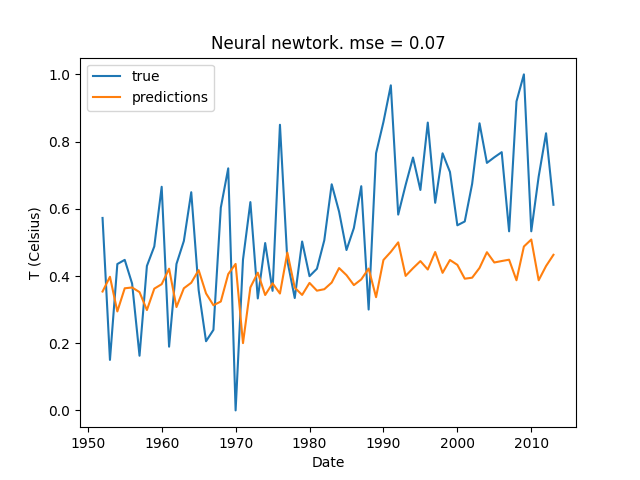 Neural newtork. mse = 0.07
true
predictions
T (Celsius)
1.0
0.8
0.6
0.4
0.2
0.0
1950 1960 1970 1980 1990 2000 2010
Date